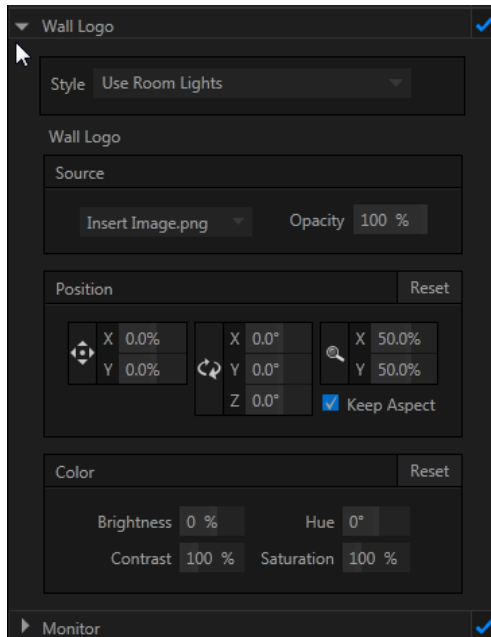 Wall Logo
Style Use Room Lights
Wall Logo
Source
Insert Image.png Opacity 100 %
Position Reset
X 0.0% X 0.0° X 50.0%
Y 0.0% Y 0.0° Y 50.0%
Z 0.0° Keep Aspect
Color Reset
Brightness 0 % Hue 0°
Contrast 100 % Saturation 100 %
Monitor